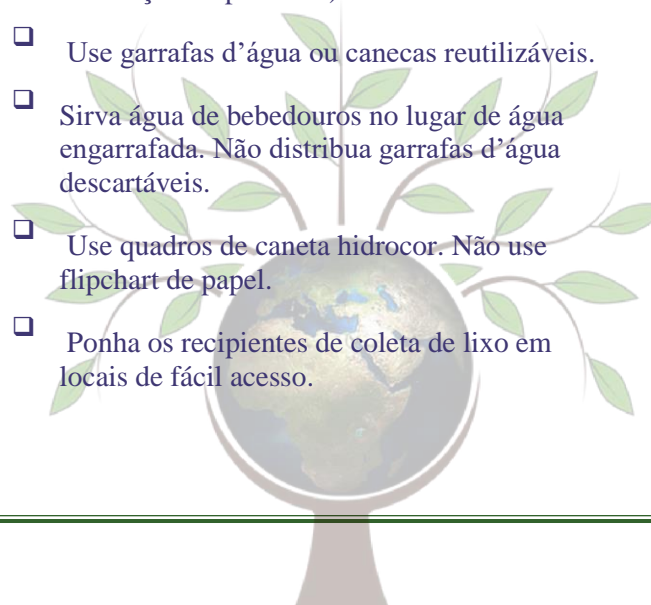 ❑ Use garrafas d’água ou canecas reutilizáveis.
❑ Sirva água de bebedouros no lugar de água
engarrafada. Não distribua garrafas d’água
descartáveis.
❑ Use quadros de caneta hidrocor. Não use
flipchart de papel.
❑ Ponha os recipientes de coleta de lixo em
locais de fácil acesso.